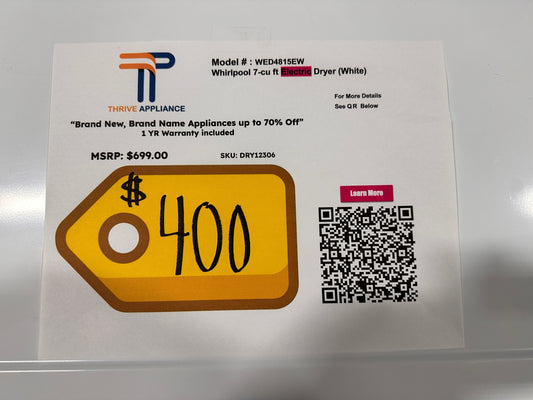 Model # : WED4815EW
Whirlpool 7-cu ft Electric Dryer (White)
THRIVE APPLIANCE
For More Details
See QR Below
"Brand New, Brand Name Appliances up to 70% Off"
1 YR Warranty included
MSRP: $699.00
SKU: DRY12306
$400
Learn More